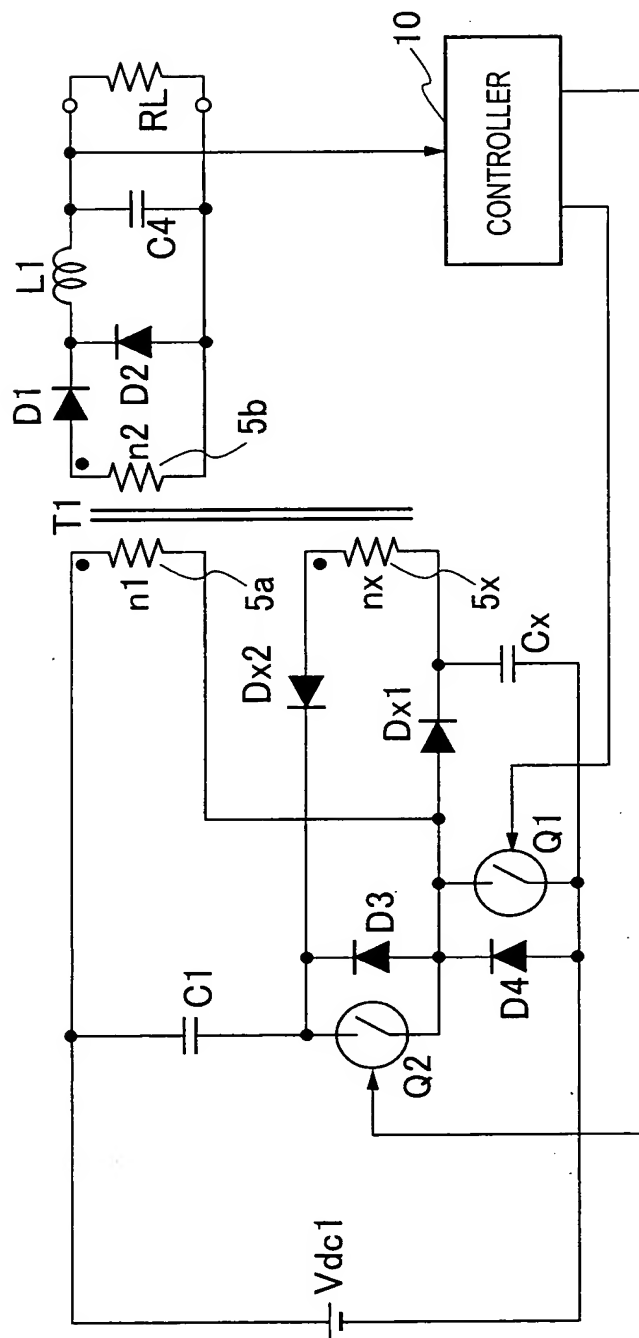 Vdc1
C1
Q2
D3
D4
Q1
Dx2
Dx1
Cx
nx
5x
n1
5a
T1
n2
5b
D1
D2
L1
C4
RL
10
CONTROLLER